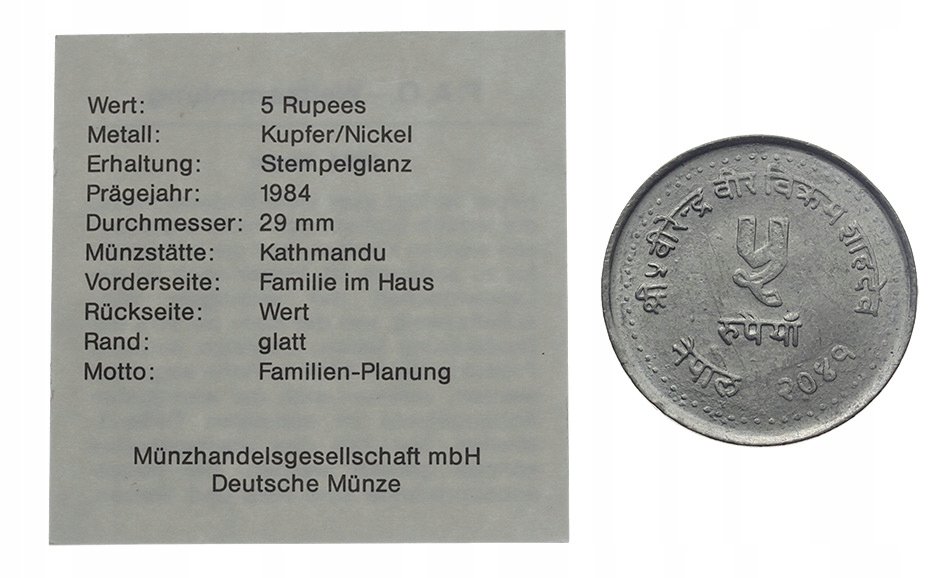 Wert: 5 Rupees
Metall: Kupfer/Nickel
Erhaltung: Stempelglanz
Prägejahr: 1984
Durchmesser: 29 mm
Münzstätte: Kathmandu
Vorderseite: Familie im Haus
Rückseite: Wert
Rand: glatt
Motto: Familien-Planung
Münzhandelsgesellschaft mbH
Deutsche Münze
श्री ५ वीरेन्द्र वीर विक्रम शाहदेव
५
रुपैयाँ
नेपाल २०४१